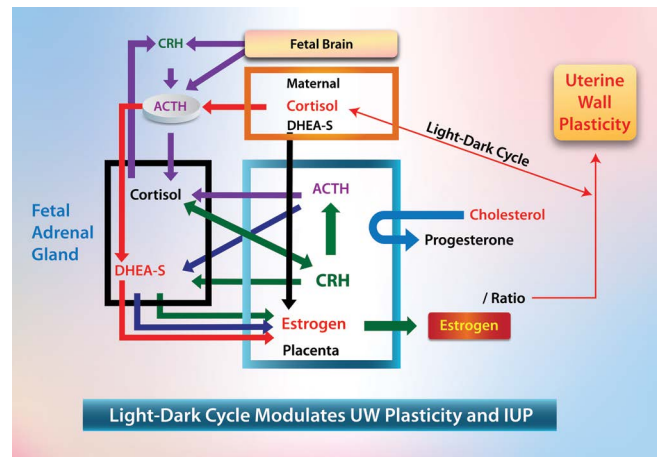 CRH
Fetal Brain
ACTH
Maternal
Cortisol
DHEA-S
Light-Dark Cycle
Uterine
Wall
Plasticity
Fetal
Adrenal
Gland
Cortisol
DHEA-S
ACTH
CRH
Estrogen
Placenta
Cholesterol
Progesterone
/ Ratio
Estrogen
Light-Dark Cycle Modulates UW Plasticity and IUP